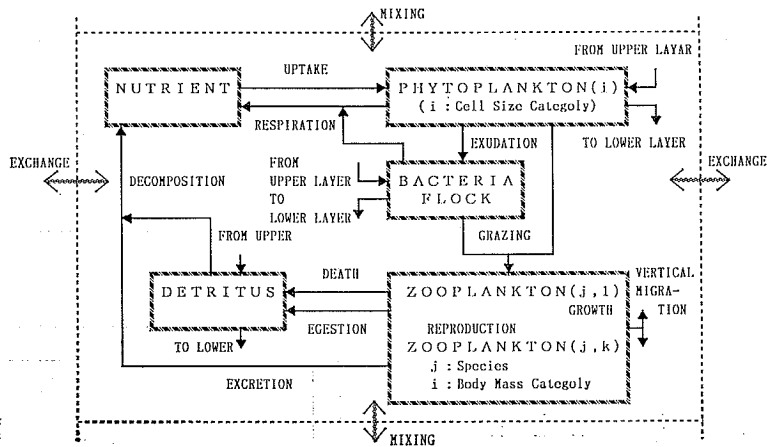 MIXING
FROM UPPER LAYAR
UPTAKE
NUTRIENT
PHYTOPLANKTON(i)
(i : Cell Size Categoly)
RESPIRATION
EXUDATION
TO LOWER LAYER
EXCHANGE
DECOMPOSITION
FROM
UPPER LAYER
TO
LOWER LAYER
BACTERIA
FLOCK
EXCHANGE
GRAZING
FROM UPPER
DETRITUS
DEATH
EGESTION
TO LOWER
EXCRETION
ZOOPLANKTON(j,1)
GROWTH
REPRODUCTION
ZOOPLANKTON(j,k)
j : Species
i : Body Mass Categoly
VERTICAL
MIGRA-
TION
MIXING